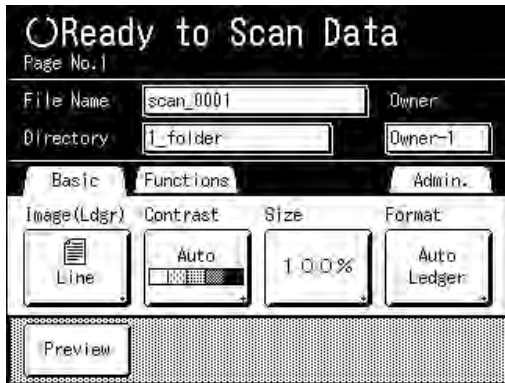 Ready to Scan Data
Page No.1
File Name scan_0001 Owner
Directory 1_folder Owner-1
Basic Functions Admin.
Image(Ldgr) Contrast Size Format
Line Auto 100% Auto Ledger
Preview